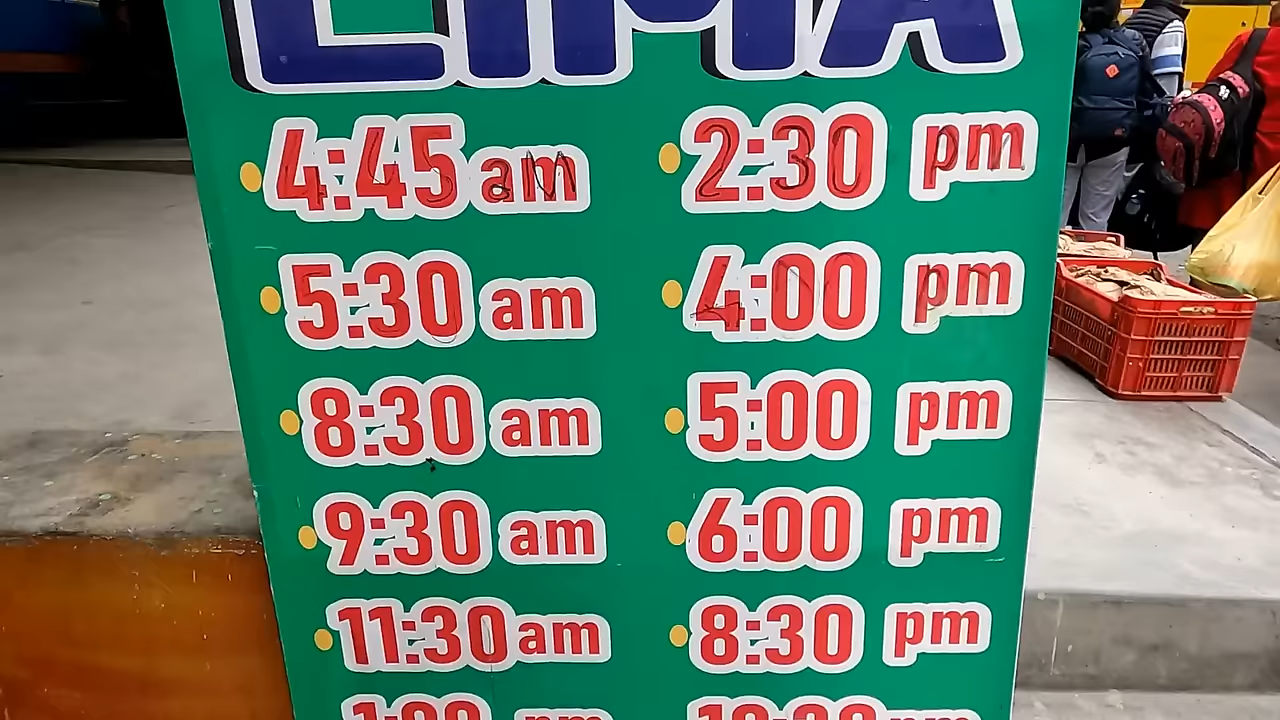 LIMA
4:45 am
5:30 am
8:30 am
9:30 am
11:30 am
2:30 pm
4:00 pm
5:00 pm
6:00 pm
8:30 pm